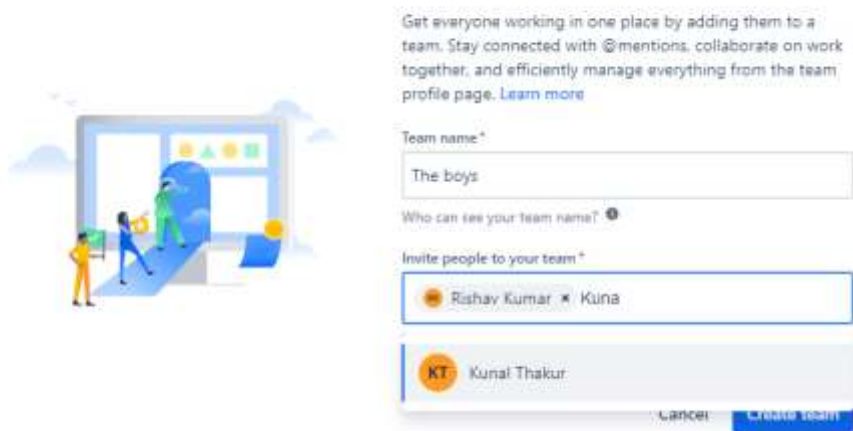 Get everyone working in one place by adding them to a
team. Stay connected with @mentions, collaborate on work
together, and efficiently manage everything from the team
profile page. Learn more
Team name*
The boys
Who can see your team name?
Invite people to your team*
Rishav Kumar × Kuna
KT Kunal Thakur
Cancel Create team